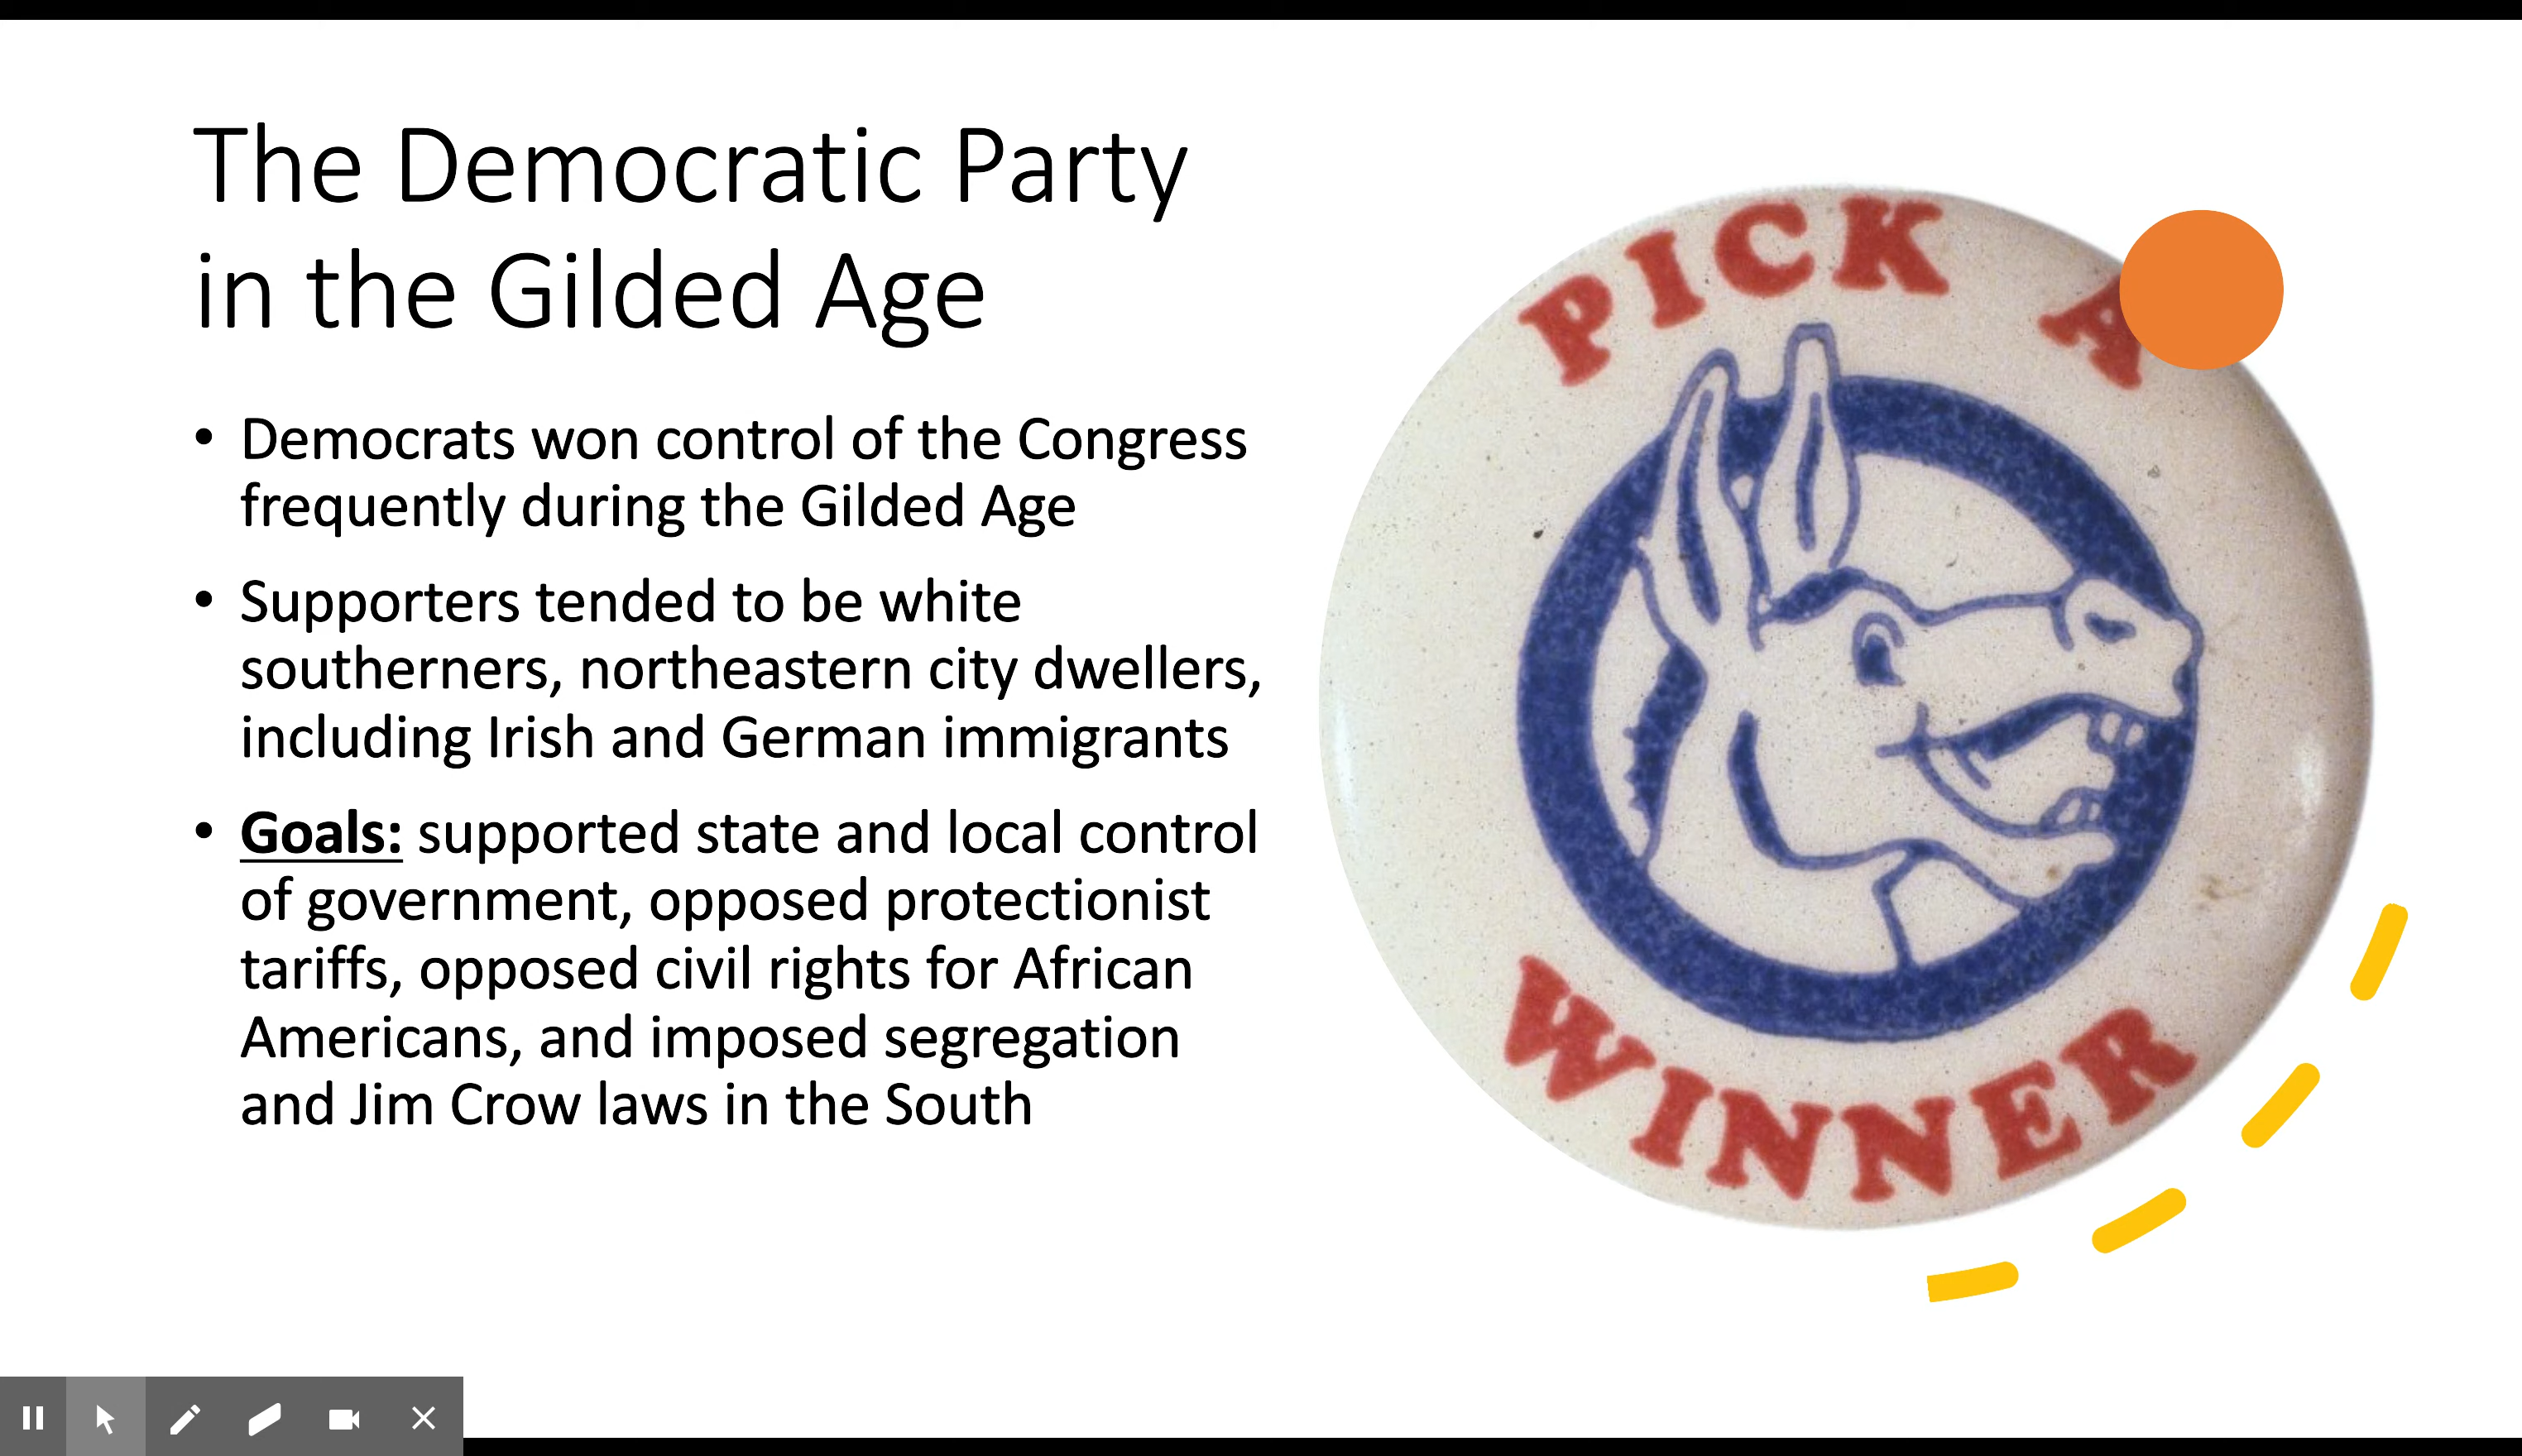 The Democratic Party
in the Gilded Age
• Democrats won control of the Congress
frequently during the Gilded Age
• Supporters tended to be white
southerners, northeastern city dwellers,
including Irish and German immigrants
• Goals: supported state and local control
of government, opposed protectionist
tariffs, opposed civil rights for African
Americans, and imposed segregation
and Jim Crow laws in the South
PICK A
WINNER